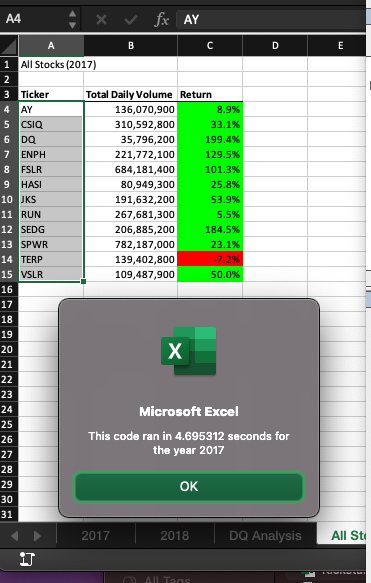 A4 fx AY
A B C D E
1 All Stocks (2017)
2
3 Ticker Total Daily Volume Return
4 AY 136,070,900 8.9%
5 CSIQ 310,592,800 33.1%
6 DQ 35,796,200 199.4%
7 ENPH 221,772,100 129.5%
8 FSLR 684,181,400 101.3%
9 HASI 80,949,300 25.8%
10 JKS 191,632,200 53.9%
11 RUN 267,681,300 5.5%
12 SEDG 206,885,200 184.5%
13 SPWR 782,187,000 23.1%
14 TERP 139,402,800 -7.2%
15 VSLR 109,487,900 50.0%
16
17
18
19
20
21
22
23
24
25
26
27
28
29
30
31
X
Microsoft Excel
This code ran in 4.695312 seconds for
the year 2017
OK
2017 2018 DQ Analysis All Sto
All Tags